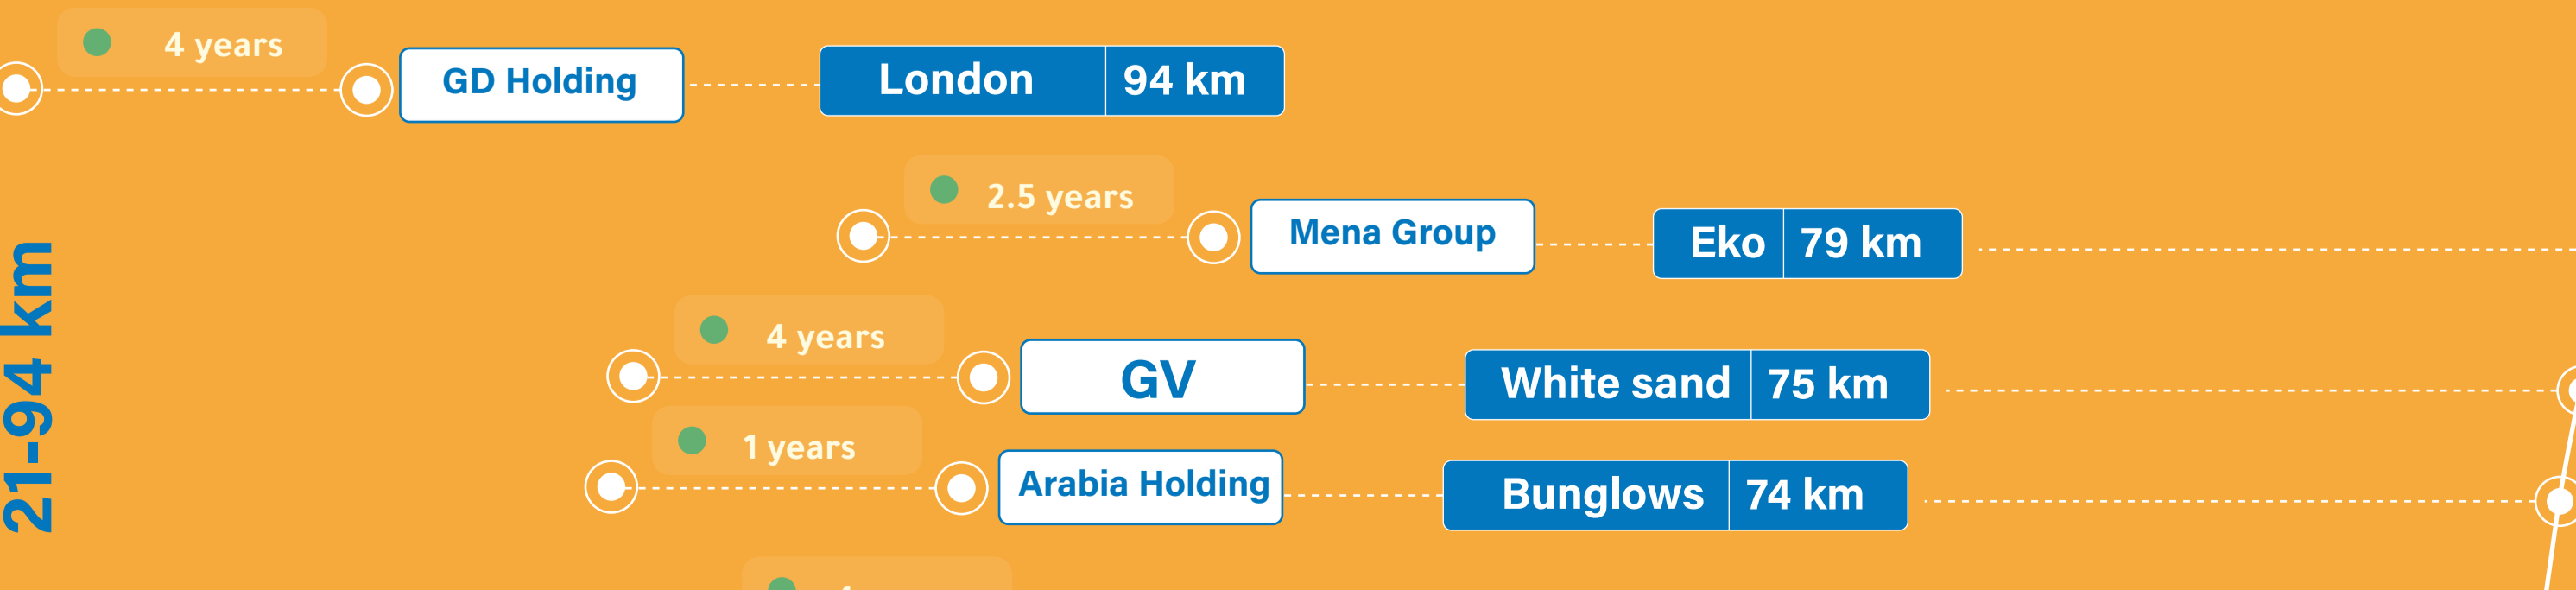 4 years
GD Holding
London 94 km
2.5 years
Mena Group
Eko 79 km
21-94 km
4 years
GV
White sand 75 km
1 years
Arabia Holding
Bunglows 74 km